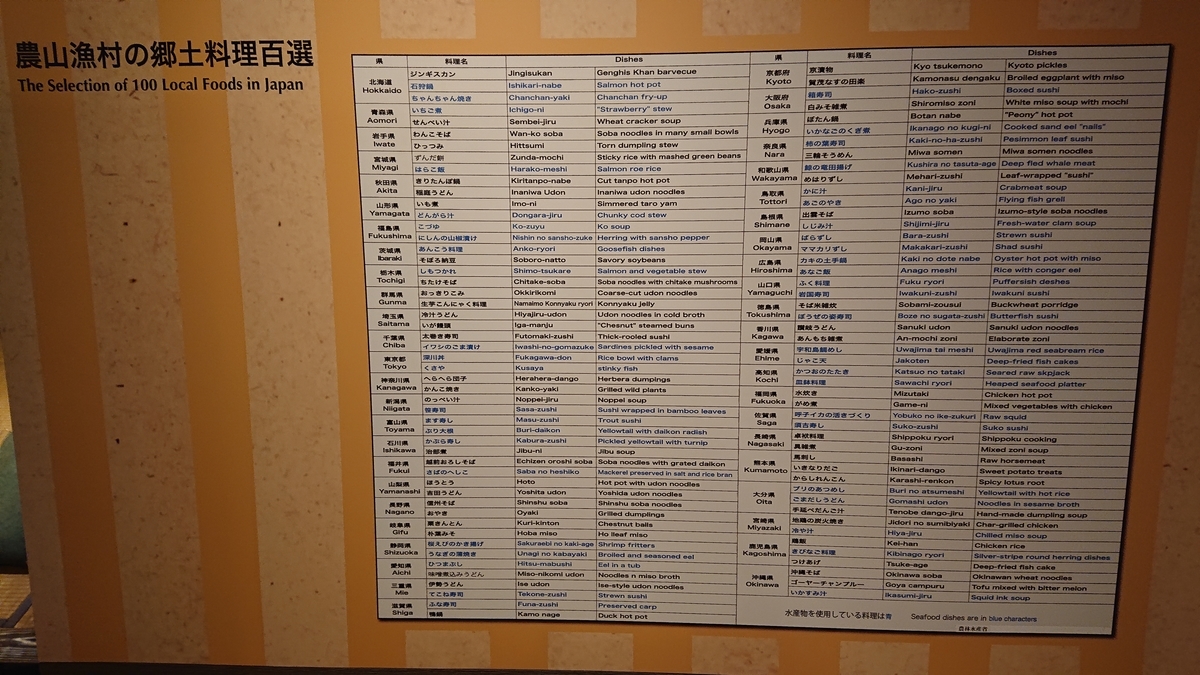 農山漁村の郷土料理百選
The Selection of 100 Local Foods in Japan
県 料理名 Dishes
北海道 Hokkaido
ジンギスカン Jingisukan Genghis Khan barvecue
石狩鍋 Ishikari-nabe Salmon hot pot
ちゃんちゃん焼き Chanchan-yaki Chanchan fry-up
青森県 Aomori
いちご煮 Ichigo-ni "Strawberry" stew
せんべい汁 Sembei-jiru Wheat cracker soup
岩手県 Iwate
わんこそば Wan-ko soba Soba noodles in many small bowls
ひっつみ Hittsumi Torn dumpling stew
宮城県 Miyagi
ずんだ餅 Zunda-mochi Sticky rice with mashed green beans
はらこ飯 Harako-meshi Salmon roe rice
秋田県 Akita
きりたんぽ鍋 Kiritanpo-nabe Cut tanpo hot pot
稲庭うどん Inaniwa Udon Inaniwa udon noodles
山形県 Yamagata
いも煮 Imo-ni Simmered taro yam
どんがら汁 Dongara-jiru Chunky cod stew
福島県 Fukushima
こづゆ Ko-zuyu Ko soup
にしんの山椒漬け Nishin no sansho-zuke Herring with sansho pepper
茨城県 Ibaraki
あんこう料理 Anko-ryori Goosefish dishes
そぼろ納豆 Soboro-natto Savory soybeans
栃木県 Tochigi
しもつかれ Shimo-tsukare Salmon and vegetable stew
ちたけそば Chitake-soba Soba noodles with chitake mushrooms
群馬県 Gunma
おっきりこみ Okkirikomi Coarse-cut udon noodles
生芋こんにゃく料理 Namaimo Konnyaku ryori Konnyaku jelly
埼玉県 Saitama
冷汁うどん Hiyajiru-udon Udon noodles in cold broth
いが饅頭 Iga-manju "Chesnut" steamed buns
千葉県 Chiba
太巻き寿司 Futomaki-zushi Thick-rooled sushi
イワシのごま漬け Iwashi-no-gomazuke Sardines pickled with sesame
東京都 Tokyo
深川丼 Fukagawa-don Rice bowl with clams
くさや Kusaya stinky fish
神奈川県 Kanagawa
へらへら団子 Herahera-dango Herbera dumpings
かんこ焼き Kanko-yaki Grilled wild plants
新潟県 Niigata
のっぺい汁 Noppei-jiru Noppel soup
笹寿司 Sasa-zushi Sushi wrapped in bamboo leaves
富山県 Toyama
ます寿し Masu-zushi Trout sushi
ぶり大根 Buri-daikon Yellowtail with daikon radish
石川県 Ishikawa
かぶら寿し Kabura-zushi Pickled yellowtail with turnip
治部煮 Jibu-ni Jibu soup
福井県 Fukui
越前おろしそば Echizen oroshi soba Soba noodles with grated daikon
さばのへしこ Saba no heshiko Mackerel preserved in salt and rice bran
山梨県 Yamanashi
ほうとう Hoto Hot pot with udon noodles
吉田うどん Yoshita udon Yoshida udon noodles
長野県 Nagano
信州そば Shinshu soba Shinshu soba noodles
おやき Oyaki Grilled dumplings
岐阜県 Gifu
栗きんとん Kuri-kinton Chestnut balls
朴葉みそ Hoba miso Ho lleaf miso
静岡県 Shizuoka
桜えびのかき揚げ Sakuraebi no kaki-age Shrimp fritters
うなぎの蒲焼き Unagi no kabayaki Broiled and seasoned eel
愛知県 Aichi
ひつまぶし Hitsu-mabushi Eel in a tub
味噌煮込みうどん Miso-nikomi udon Noodles n miso broth
三重県 Mie
伊勢うどん Ise udon Ise-style udon noodles
てこね寿司 Tekone-zushi Strewn sushi
滋賀県 Shiga
ふな寿司 Funa-zushi Preserved carp
鴨鍋 Kamo nage Duck hot pot
県 料理名 Dishes
京都府 Kyoto
京漬物 Kyo tsukemono Kyoto pickles
賀茂なすの田楽 Kamonasu dengaku Broiled eggplant with miso
大阪府 Osaka
箱寿司 Hako-zushi Boxed sushi
白みそ雑煮 Shiromiso zoni White miso soup with mochi
兵庫県 Hyogo
ぼたん鍋 Botan nabe "Peony" hot pot
いかなごのくぎ煮 Ikanago no kugi-ni Cooked sand eel "nails"
奈良県 Nara
柿の葉寿司 Kaki-no-ha-zushi Pesimmon leaf sushi
三輪そうめん Miwa somen Miwa somen noodles
和歌山県 Wakayama
鯨の竜田揚げ Kushira no tasuta-age Deep fled whale meat
めはりずし Mehari-zushi Leaf-wrapped "sushi"
鳥取県 Tottori
かに汁 Kani-jiru Crabmeat soup
あごのやき Ago no yaki Flying fish grell
島根県 Shimane
出雲そば Izumo soba Izumo-style soba noodles
しじみ汁 Shijimi-jiru Fresh-water clam soup
岡山県 Okayama
ばらずし Bara-zushi Strewn sushi
ママカリずし Makakari-zushi Shad sushi
広島県 Hiroshima
カキの土手鍋 Kaki no dote nabe Oyster hot pot with miso
あなご飯 Anago meshi Rice with conger eel
山口県 Yamaguchi
ふく料理 Fuku ryori Puffersish deshes
岩国寿司 Iwakuni-zushi Iwakuni sushi
徳島県 Tokushima
そば米雑炊 Sobami-zousui Buckwheat porridge
ぼうぜの姿寿司 Boze no sugata-zushi Butterfish sushi
香川県 Kagawa
讃岐うどん Sanuki udon Sanuki udon noodles
あんもち雑煮 An-mochi zoni Elaborate zoni
愛媛県 Ehime
宇和島鯛めし Uwajima tai meshi Uwajima red seabream rice
じゃこ天 Jakoten Deep-fried fish cakes
高知県 Kochi
かつおのたたき Katsuo no tataki Seared raw skpjack
皿鉢料理 Sawachi ryori Heaped seafood platter
福岡県 Fukuoka
水炊き Mizutaki Chicken hot pot
がめ煮 Game-ni Mixed vegetables with chicken
佐賀県 Saga
呼子イカの活きづくり Yobuko no ike-zukuri Raw squid
須古寿し Suko-zushi Suko sushi
長崎県 Nagasaki
卓袱料理 Shippoku ryori Shippoku cooking
具雑煮 Gu-zoni Mixed zoni soup
熊本県 Kumamoto
馬刺し Basashi Raw horsemeat
いきなりだご Ikinari-dango Sweet potato treats
からしれんこん Karashi-renkon Spicy lotus root
大分県 Oita
ブリのあつめし Buri no atsumeshi Yellowtail with hot rice
ごまだしうどん Gomashi udon Noodles in sesame broth
手延べだんご汁 Tenobe dango-jiru Hand-made dumpling soup
宮崎県 Miyazaki
地鶏の炭火焼き Jidori no sumibiyaki Char-grilled chicken
冷や汁 Hiya-jiru Chilled miso soup
鹿児島県 Kagoshima
鶏飯 Kei-han Chicken rice
きびなご料理 Kibinago ryori Silver-stripe round herring dishes
つけあげ Tsuke-age Deep-fried fish cake
沖縄県 Okinawa
沖縄そば Okinawa soba Okinawan wheat noodles
ゴーヤーチャンプルー Goya campuru Tofu mixed with bitter melon
いかすみ汁 Ikasumi-jiru Squid ink soup
水産物を使用している料理は青 Seafood dishes are in blue characters
農林水産省